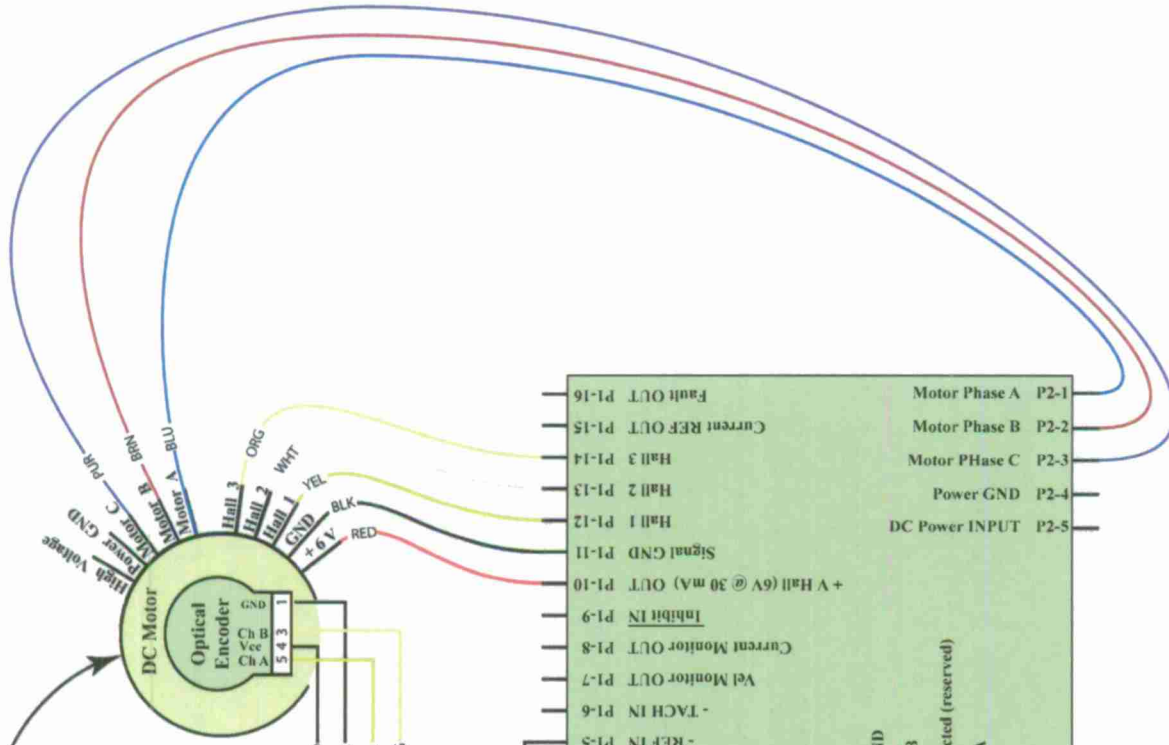 PUR
BRN
BLU
ORG
WHT
YEL
BLK
RED
High Voltage
Power GND
Motor C
Motor B
Motor A
Hall 3
Hall 2
Hall 1
GND
+ 6 V
DC Motor
Optical
Encoder
GND 1
Ch B 3
Vcc 4
Ch A 5
P1-16 Fault OUT
P1-15 Current REF OUT
P1-14 Hall 3
P1-13 Hall 2
P1-12 Hall 1
P1-11 Signal GND
P1-10 + V Hall (6V @ 30 mA) OUT
P1-9 Inhibit IN
P1-8 Current Monitor OUT
P1-7 Vel Monitor OUT
P1-6 - TACH IN
P1-5 - REF IN
Motor Phase A P2-1
Motor Phase B P2-2
Motor PHase C P2-3
Power GND P2-4
DC Power INPUT P2-5
(reserved)